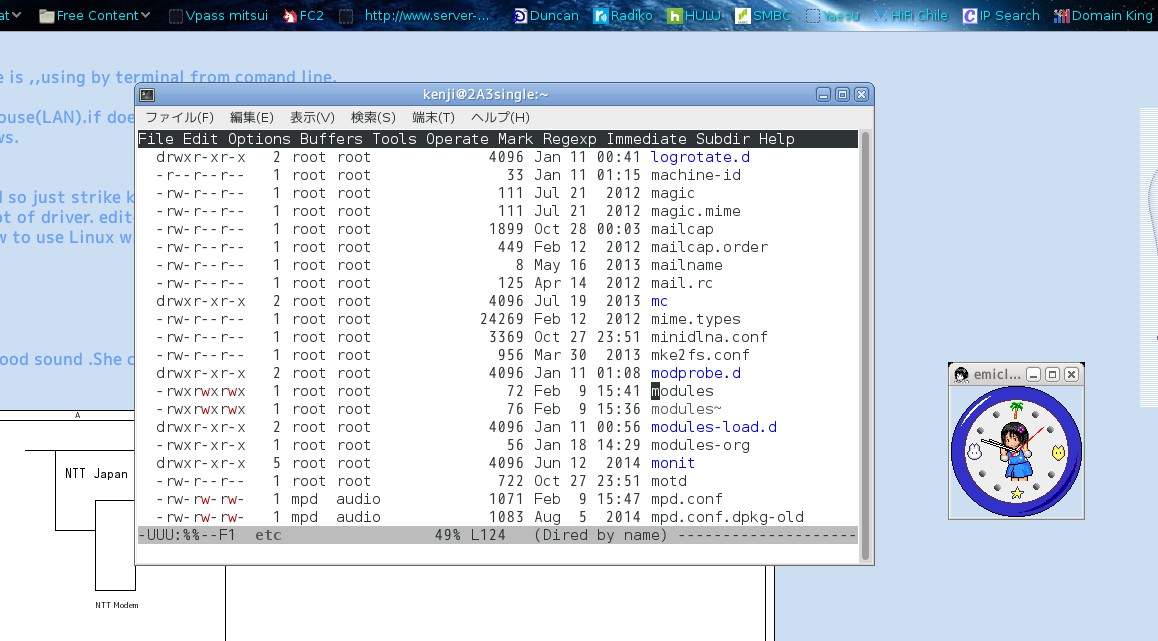 at Free Content Vpass mitsui FC2 http://www.server-... Duncan Radiko HULU SMBC Yaesu HiFi Chile IP Search Domain King
e is ,,using by terminal from comand line.
kenji@2A3single:~
ouse(LAN).if doe
ws.
ファイル(F) 編集(E) 表示(V) 検索(S) 端末(T) ヘルプ(H)
File Edit Options Buffers Tools Operate Mark Regexp Immediate Subdir Help
drwxr-xr-x 2 root root 4096 Jan 11 00:41 logrotate.d
-r--r--r-- 1 root root 33 Jan 11 01:15 machine-id
-rw-r--r-- 1 root root 111 Jul 21 2012 magic
-rw-r--r-- 1 root root 111 Jul 21 2012 magic.mime
-rw-r--r-- 1 root root 1899 Oct 28 00:03 mailcap
-rw-r--r-- 1 root root 449 Feb 12 2012 mailcap.order
-rw-r--r-- 1 root root 8 May 16 2013 mailname
-rw-r--r-- 1 root root 125 Apr 14 2012 mail.rc
drwxr-xr-x 2 root root 4096 Jul 19 2013 mc
-rw-r--r-- 1 root root 24269 Feb 12 2012 mime.types
-rw-r--r-- 1 root root 3369 Oct 27 23:51 minidlna.conf
-rw-r--r-- 1 root root 956 Mar 30 2013 mke2fs.conf
drwxr-xr-x 2 root root 4096 Jan 11 01:08 modprobe.d
-rwxrwxrwx 1 root root 72 Feb 9 15:41 modules
-rwxrwxrwx 1 root root 76 Feb 9 15:36 modules~
drwxr-xr-x 2 root root 4096 Jan 11 00:56 modules-load.d
-rw-r--r-- 1 root root 56 Jan 18 14:29 modules-org
drwxr-xr-x 5 root root 4096 Jun 12 2014 monit
-rw-r--r-- 1 root root 722 Oct 27 23:51 motd
-rw-rw-rw- 1 mpd audio 1071 Feb 9 15:47 mpd.conf
-rw-rw-rw- 1 mpd audio 1083 Aug 5 2014 mpd.conf.dpkg-old
-UUU:%%--F1 etc 49% L124 (Dired by name) --------------------
l so just strike k
ot of driver. edit
w to use Linux w
ood sound .She c
emicl...
A
NTT Japan
NTT Modem